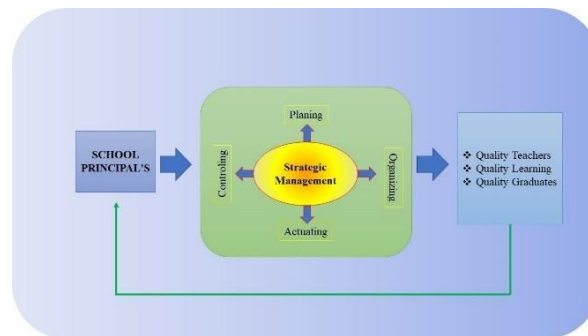 Planing
SCHOOL
PRINCIPAL'S
Controling
Strategic
Management
Organizing
Actuating
❖ Quality Teachers
❖ Quality Learning
❖ Quality Graduates